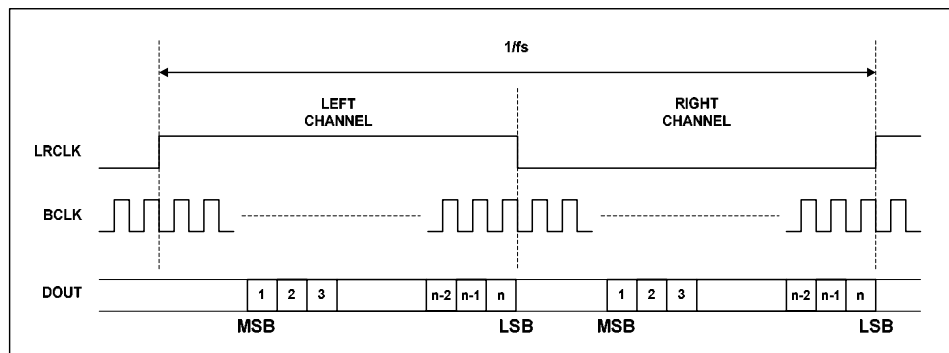 1/fs
LEFT
CHANNEL
RIGHT
CHANNEL
LRCLK
BCLK
DOUT
1 2 3 n-2 n-1 n 1 2 3 n-2 n-1 n
MSB LSB MSB LSB